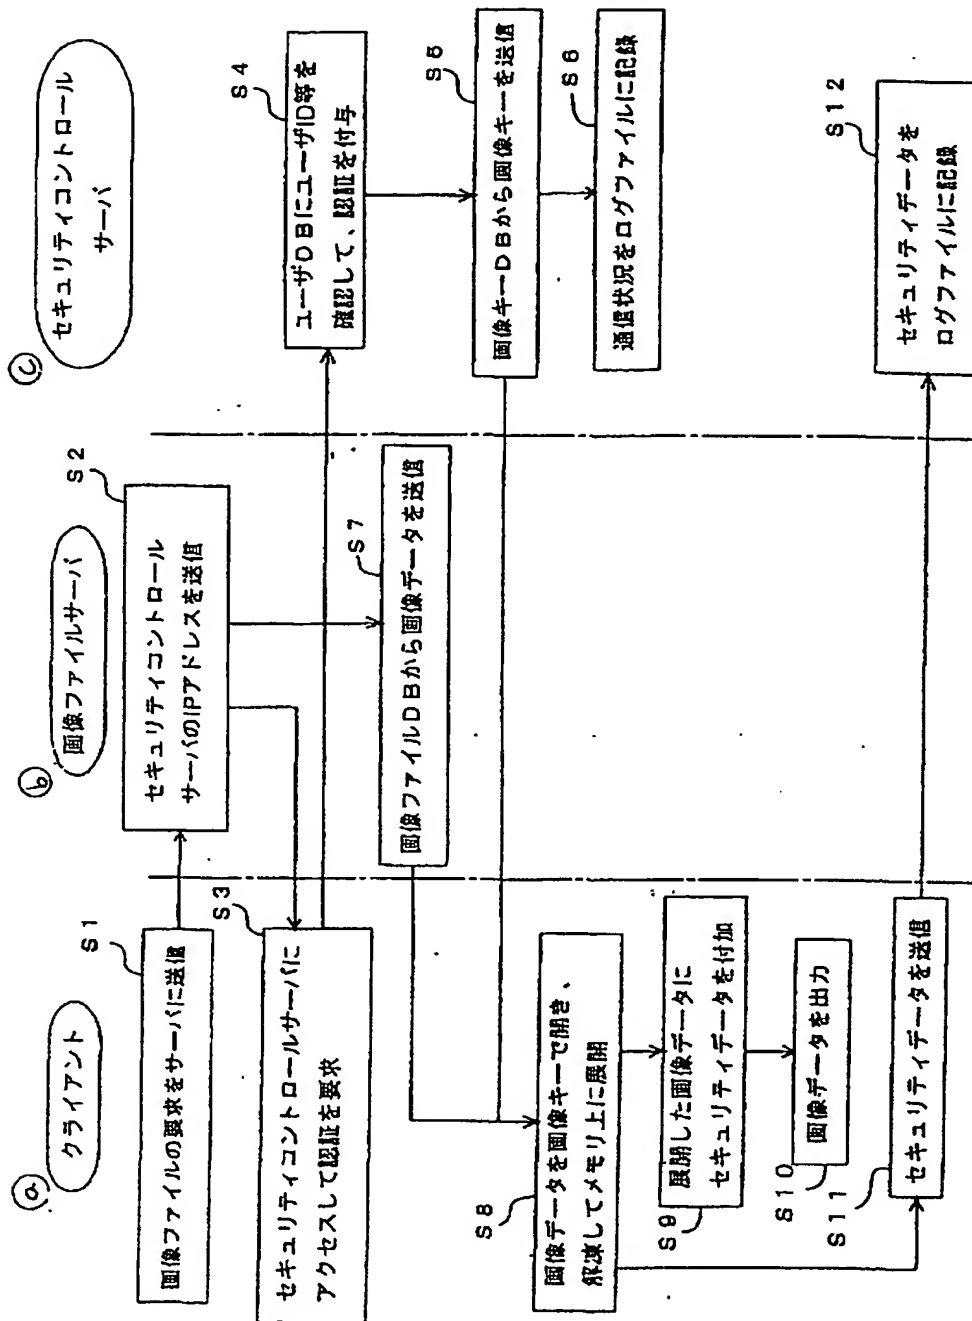 ⓐ
クライアント
ⓑ
画像ファイルサーバ
ⓒ
セキュリティコントロール
サーバ
S1
画像ファイルの要求をサーバに送信
S2
セキュリティコントロール
サーバのIPアドレスを送信
S3
セキュリティコントロールサーバに
アクセスして認証を要求
S4
ユーザDBにユーザID等を
確認して、認証を付与
S5
画像キーDBから画像キーを送信
S6
通信状況をログファイルに記録
S7
画像ファイルDBから画像データを送信
S8
画像データを画像キーで開き、
解凍してメモリ上に展開
S9
展開した画像データに
セキュリティデータを付加
S10
画像データを出力
S11
セキュリティデータを送信
S12
セキュリティデータを
ログファイルに記録